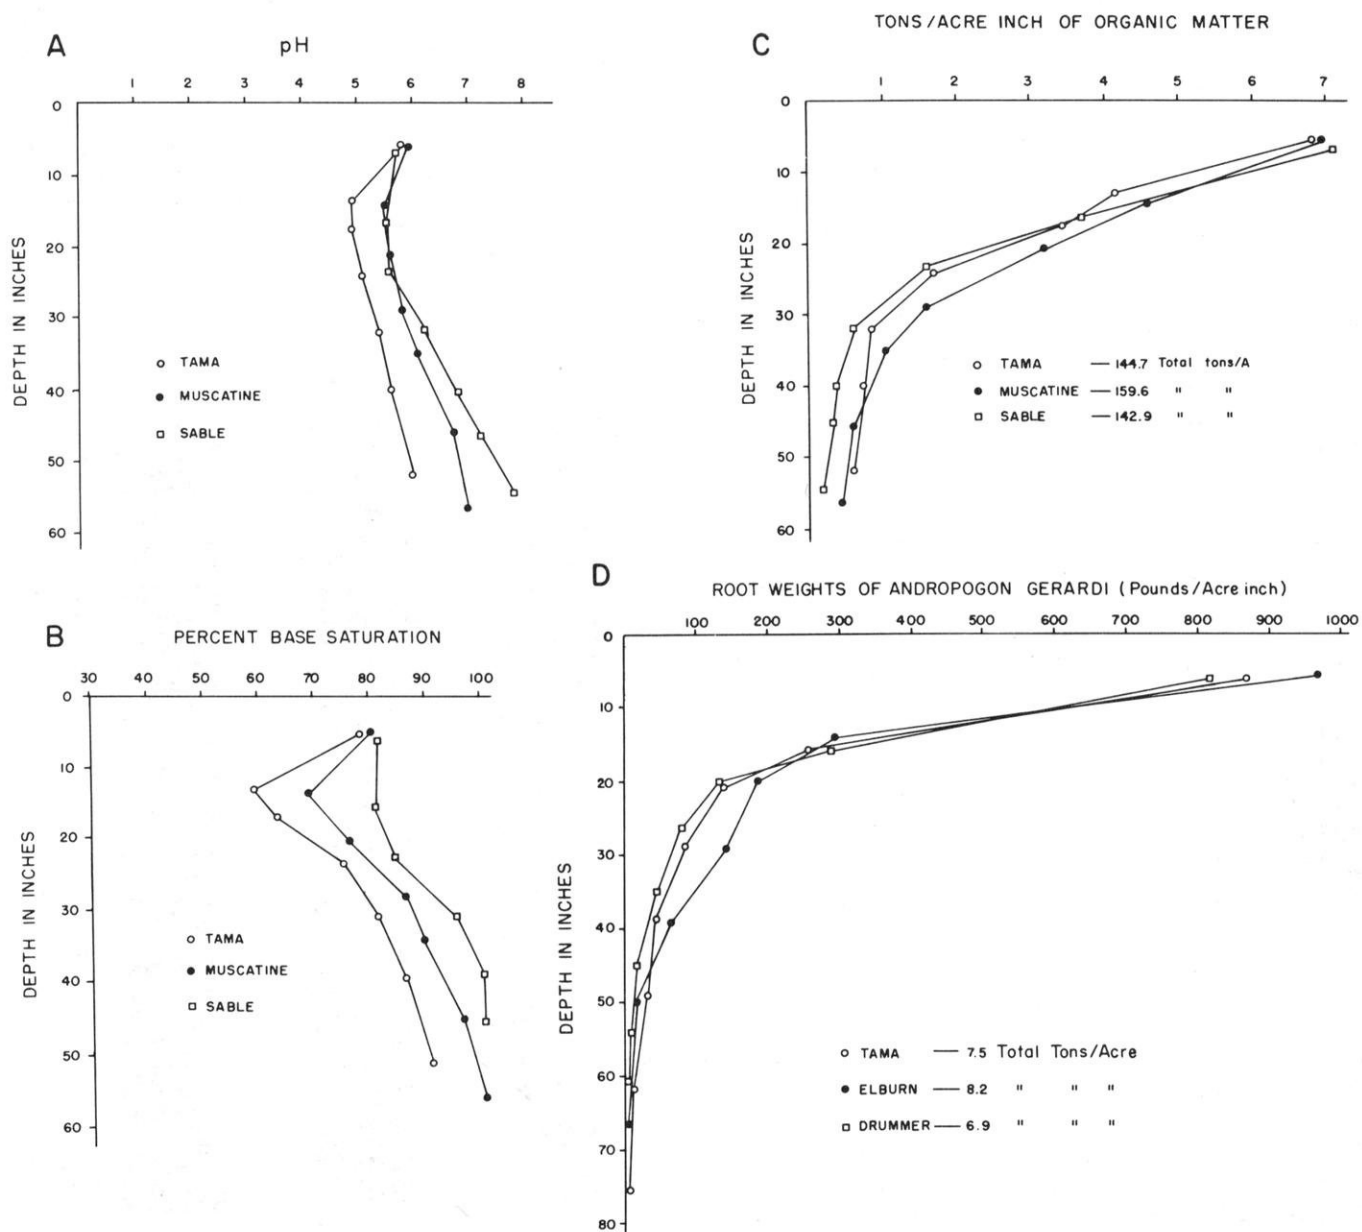 A
pH
1 2 3 4 5 6 7 8
0
10
20
30
40
50
60
DEPTH IN INCHES
TAMA
MUSCATINE
SABLE
C
TONS/ACRE INCH OF ORGANIC MATTER
1 2 3 4 5 6 7
0
10
20
30
40
50
60
DEPTH IN INCHES
TAMA — 144.7 Total tons/A
MUSCATINE — 159.6 " "
SABLE — 142.9 " "
B
PERCENT BASE SATURATION
30 40 50 60 70 80 90 100
0
10
20
30
40
50
60
DEPTH IN INCHES
TAMA
MUSCATINE
SABLE
D
ROOT WEIGHTS OF ANDROPOGON GERARDI (Pounds/Acre inch)
100 200 300 400 500 600 700 800 900 1000
0
10
20
30
40
50
60
70
80
DEPTH IN INCHES
TAMA — 7.5 Total Tons/Acre
ELBURN — 8.2 " " "
DRUMMER — 6.9 " " "